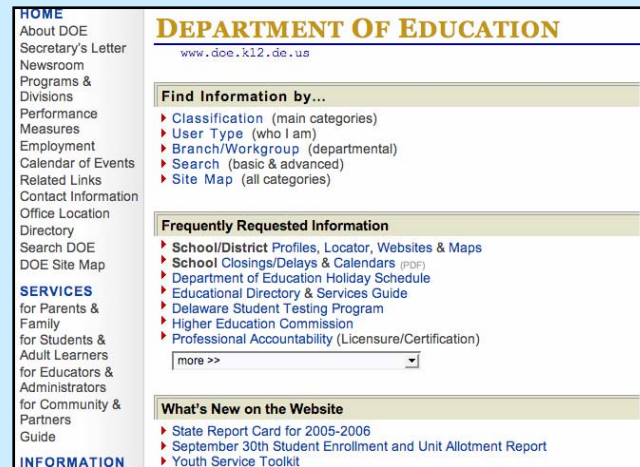 HOME
About DOE
Secretary's Letter
Newsroom
Programs &
Divisions
Performance
Measures
Employment
Calendar of Events
Related Links
Contact Information
Office Location
Directory
Search DOE
DOE Site Map
SERVICES
for Parents &
Family
for Students &
Adult Learners
for Educators &
Administrators
for Community &
Partners
Guide
INFORMATION
DEPARTMENT OF EDUCATION
www.doe.k12.de.us
Find Information by...
Classification (main categories)
User Type (who I am)
Branch/Workgroup (departmental)
Search (basic & advanced)
Site Map (all categories)
Frequently Requested Information
School/District Profiles, Locator, Websites & Maps
School Closings/Delays & Calendars (PDF)
Department of Education Holiday Schedule
Educational Directory & Services Guide
Delaware Student Testing Program
Higher Education Commission
Professional Accountability (Licensure/Certification)
more >>
What's New on the Website
State Report Card for 2005-2006
September 30th Student Enrollment and Unit Allotment Report
Youth Service Toolkit